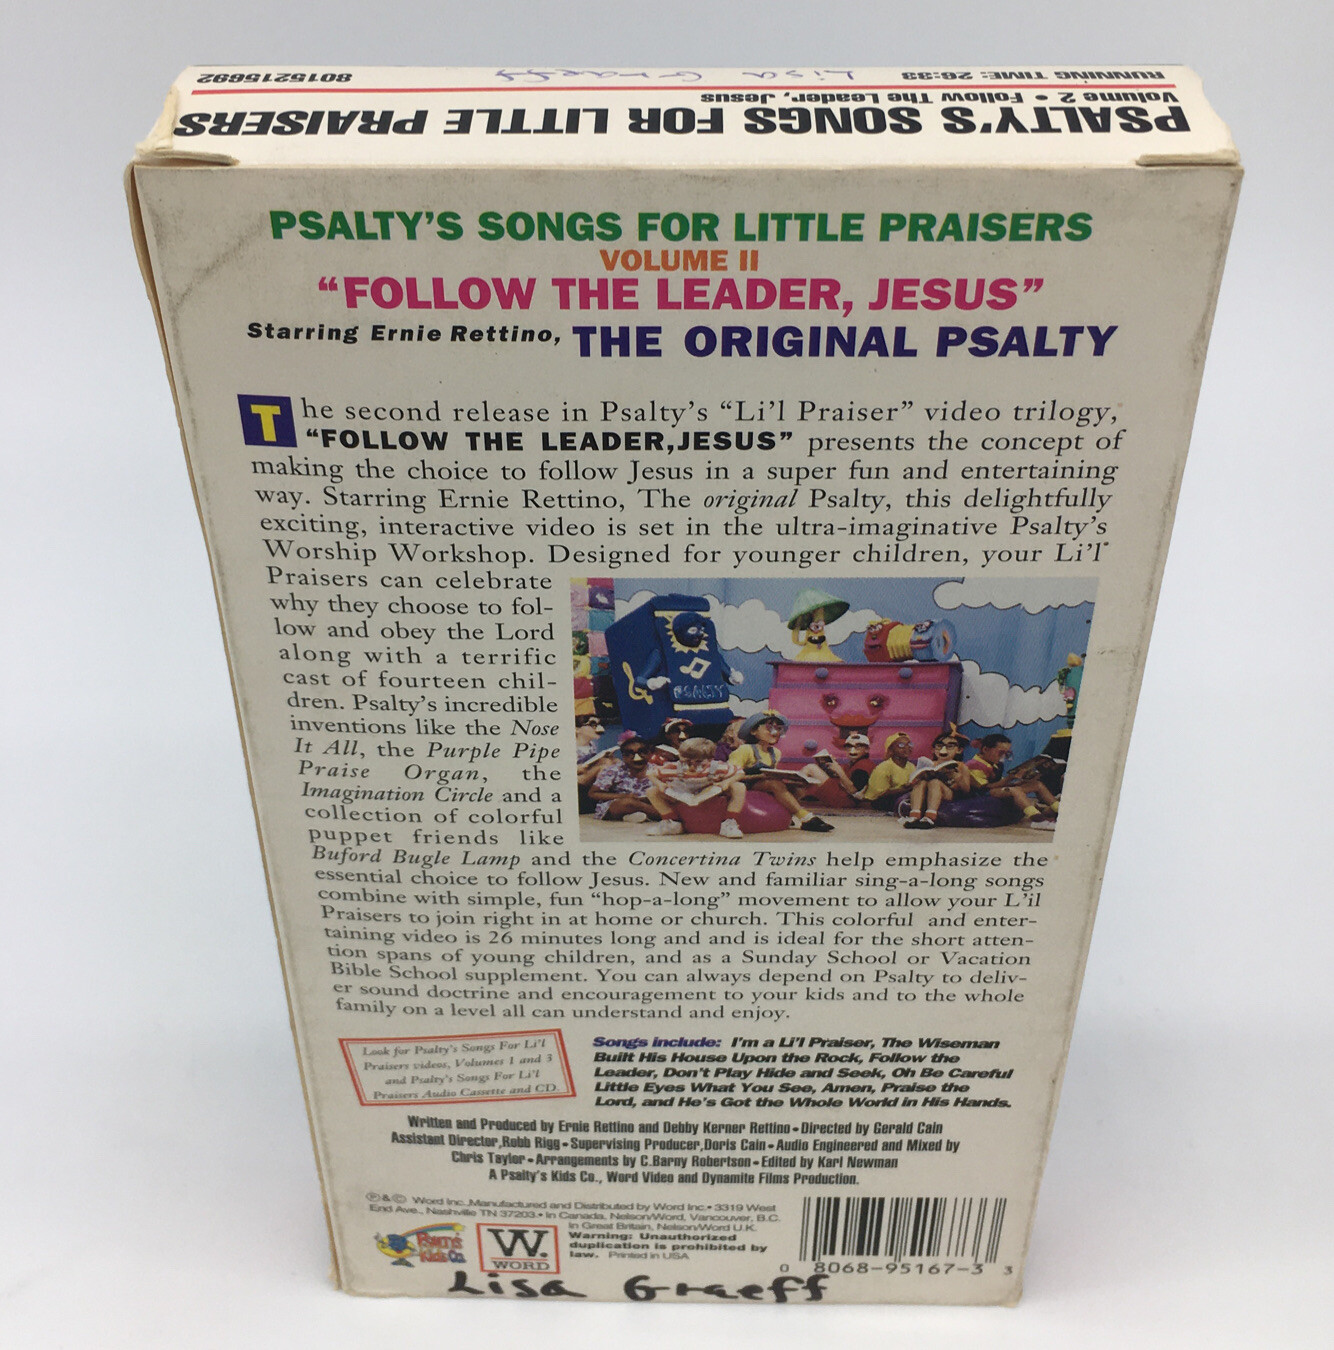 RUNNING TIME: 26:33 Lisa Graeff 8015215692
Volume 2 • Follow The Leader, Jesus
PSALTY'S SONGS FOR LITTLE PRAISERS
PSALTY'S SONGS FOR LITTLE PRAISERS
VOLUME II
“FOLLOW THE LEADER, JESUS”
Starring Ernie Rettino, THE ORIGINAL PSALTY
The second release in Psalty's “Li'l Praiser” video trilogy,
“FOLLOW THE LEADER,JESUS” presents the concept of
making the choice to follow Jesus in a super fun and entertaining
way. Starring Ernie Rettino, The original Psalty, this delightfully
exciting, interactive video is set in the ultra-imaginative Psalty's
Worship Workshop. Designed for younger children, your Li'l
Praisers can celebrate
why they choose to fol-
low and obey the Lord
along with a terrific
cast of fourteen chil-
dren. Psalty's incredible
inventions like the Nose
It All, the Purple Pipe
Praise Organ, the
Imagination Circle and a
collection of colorful
puppet friends like
PSALTY
Buford Bugle Lamp and the Concertina Twins help emphasize the
essential choice to follow Jesus. New and familiar sing-a-long songs
combine with simple, fun “hop-a-long” movement to allow your L'il
Praisers to join right in at home or church. This colorful and enter-
taining video is 26 minutes long and and is ideal for the short atten-
tion spans of young children, and as a Sunday School or Vacation
Bible School supplement. You can always depend on Psalty to deliv-
er sound doctrine and encouragement to your kids and to the whole
family on a level all can understand and enjoy.
Look for Psalty's Songs For Li'l
Praisers videos, Volumes 1 and 3
and Psalty's Songs For Li'l
Praisers Audio Cassette and CD.
Songs include: I'm a Li'l Praiser, The Wiseman
Built His House Upon the Rock, Follow the
Leader, Don't Play Hide and Seek, Oh Be Careful
Little Eyes What You See, Amen, Praise the
Lord, and He's Got the Whole World in His Hands.
Written and Produced by Ernie Rettino and Debby Kerner Rettino • Directed by Gerald Cain
Assistant Director,Robb Rigg • Supervising Producer,Doris Cain • Audio Engineered and Mixed by
Chris Taylor • Arrangements by C.Barny Robertson • Edited by Karl Newman
A Psalty's Kids Co., Word Video and Dynamite Films Production.
℗&© Word Inc. Manufactured and Distributed by Word Inc.• 3319 West
End Ave., Nashville TN 37203.• In Canada, Nelson/Word, Vancouver, B.C.
In Great Britain, Nelson/Word U.K.
Warning: Unauthorized
duplication is prohibited by
law. Printed in USA
PSALTY'S
Kids Co.
W.
WORD
0 8068-95167-3 3
Lisa Graeff